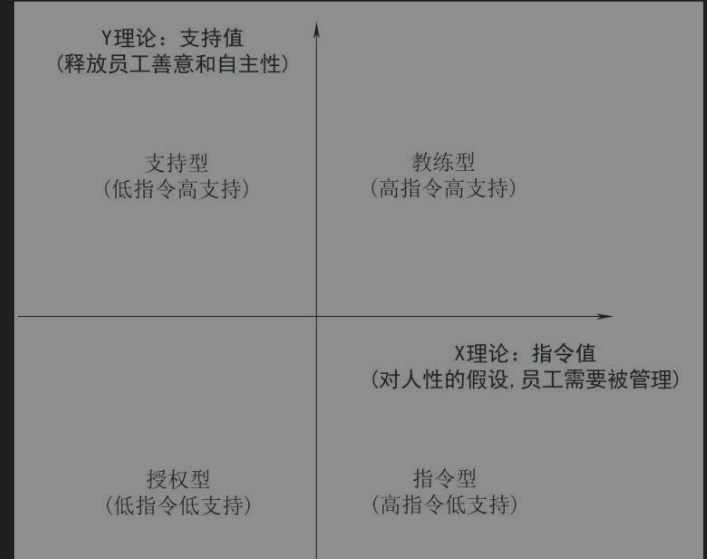 Y理论：支持值
(释放员工善意和自主性)
支持型
(低指令高支持)
教练型
(高指令高支持)
X理论：指令值
(对人性的假设,员工需要被管理)
授权型
(低指令低支持)
指令型
(高指令低支持)